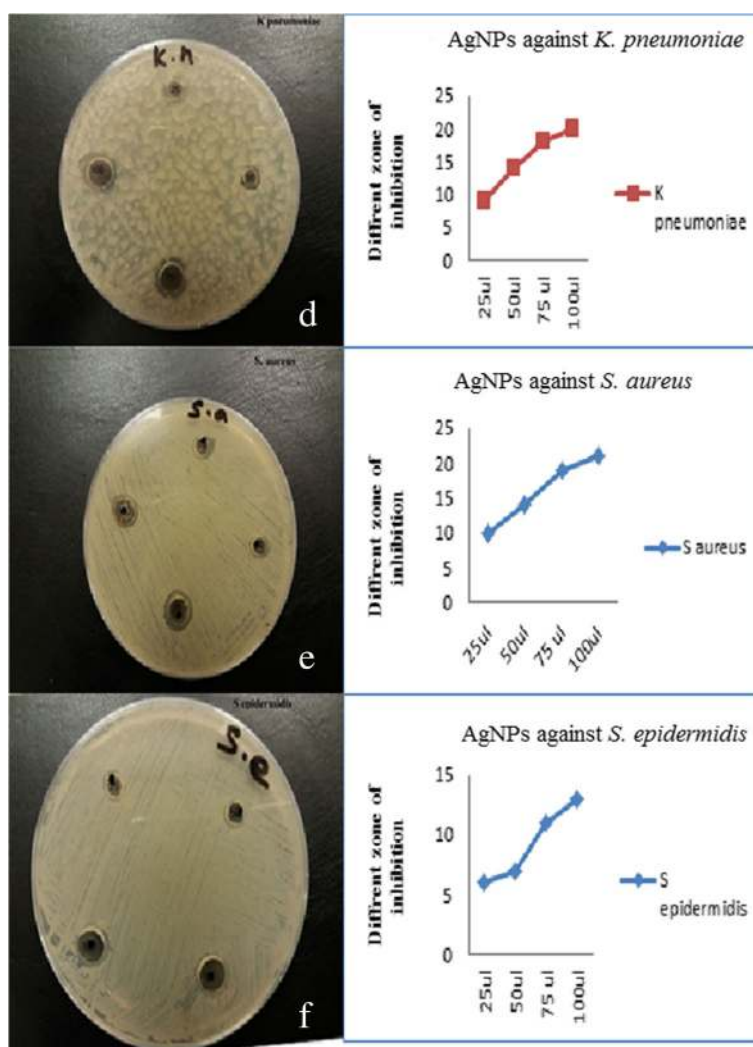 K pneumoniae
K.n
d
AgNPs against K. pneumoniae
Diffrent zone of
inhibition
25
20
15
10
5
0
25ul
50ul
75 ul
100ul
K
pneumoniae
S. aureus
S.a
e
AgNPs against S. aureus
Diffrent zone of
inhibition
25
20
15
10
5
0
25ul
50ul
75 ul
100ul
S aureus
S epidermidis
S.e
f
AgNPs against S. epidermidis
Diffrent zone of
inhibition
15
10
5
0
25ul
50ul
75 ul
100ul
S
epidermidis